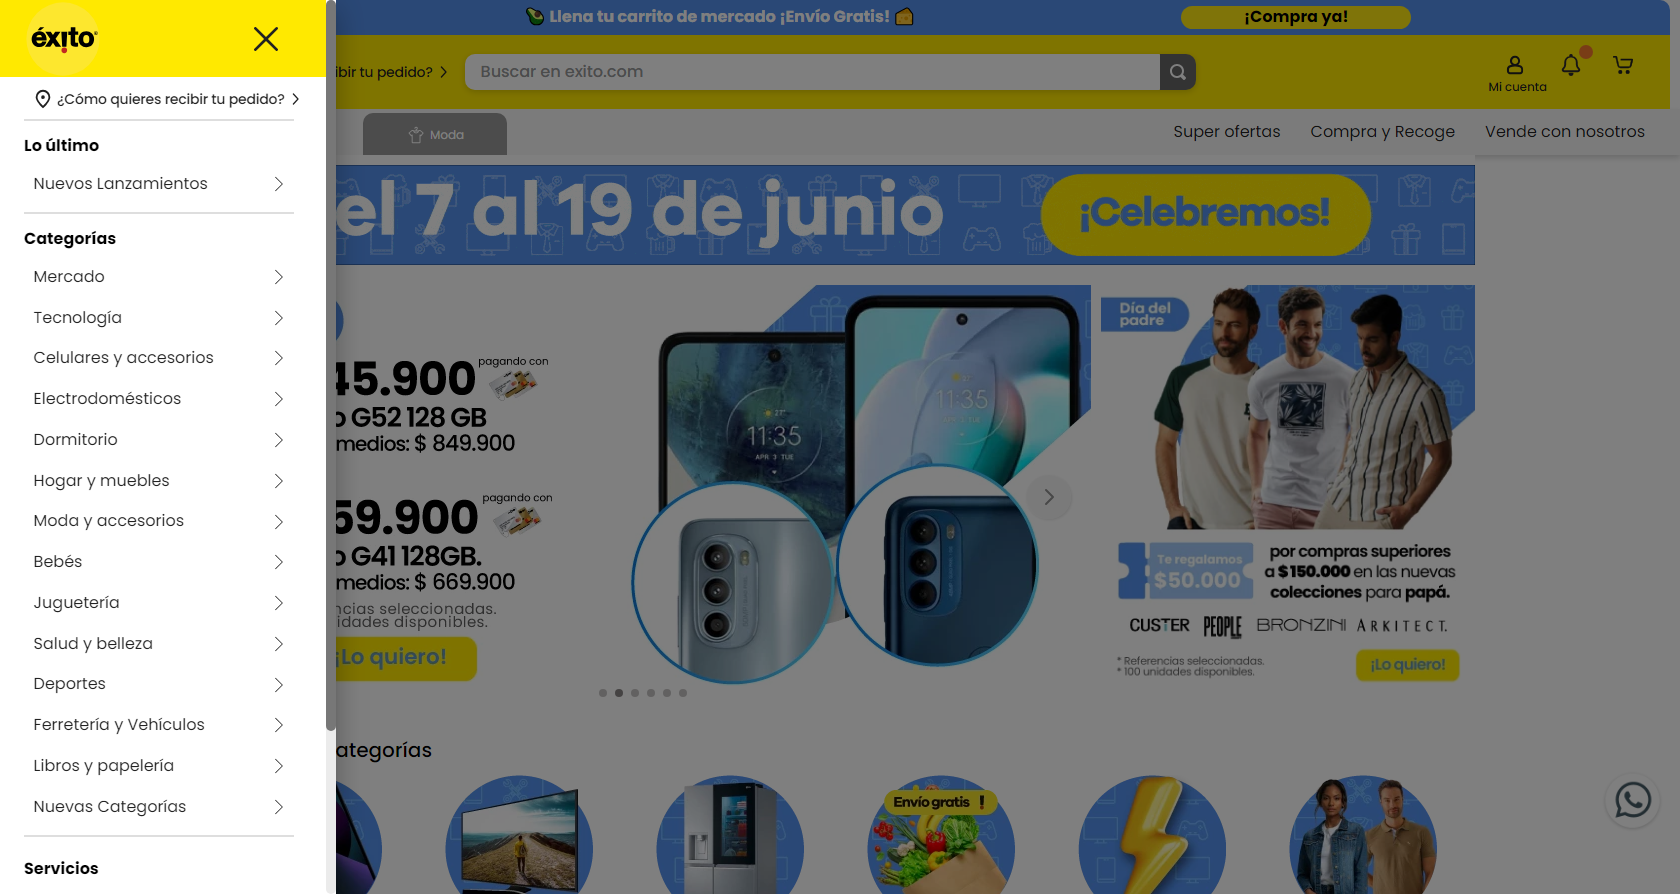 éxito
¿Cómo quieres recibir tu pedido?
Lo último
Nuevos Lanzamientos
Categorías
Mercado
Tecnología
Celulares y accesorios
Electrodomésticos
Dormitorio
Hogar y muebles
Moda y accesorios
Bebés
Juguetería
Salud y belleza
Deportes
Ferretería y Vehículos
Libros y papelería
Nuevas Categorías
Servicios
Llena tu carrito de mercado ¡Envío Gratis!
¡Compra ya!
ibir tu pedido?
Buscar en exito.com
Mi cuenta
Moda
Super ofertas
Compra y Recoge
Vende con nosotros
el 7 al 19 de junio
¡Celebremos!
45.900
pagando con
o G52 128 GB
medios: $ 849.900
59.900
pagando con
o G41 128GB.
medios: $ 669.900
ncias seleccionadas.
idades disponibles.
¡Lo quiero!
11:35
APR 3 TUE
11:35
APR 3 TUE
Día del
padre
Te regalamos
$50.000
por compras superiores
a $150.000 en las nuevas
colecciones para papá.
CUSTER PEOPLE BRONZINI ARKITECT.
* Referencias seleccionadas.
* 100 unidades disponibles.
¡Lo quiero!
ategorías
Envío gratis !